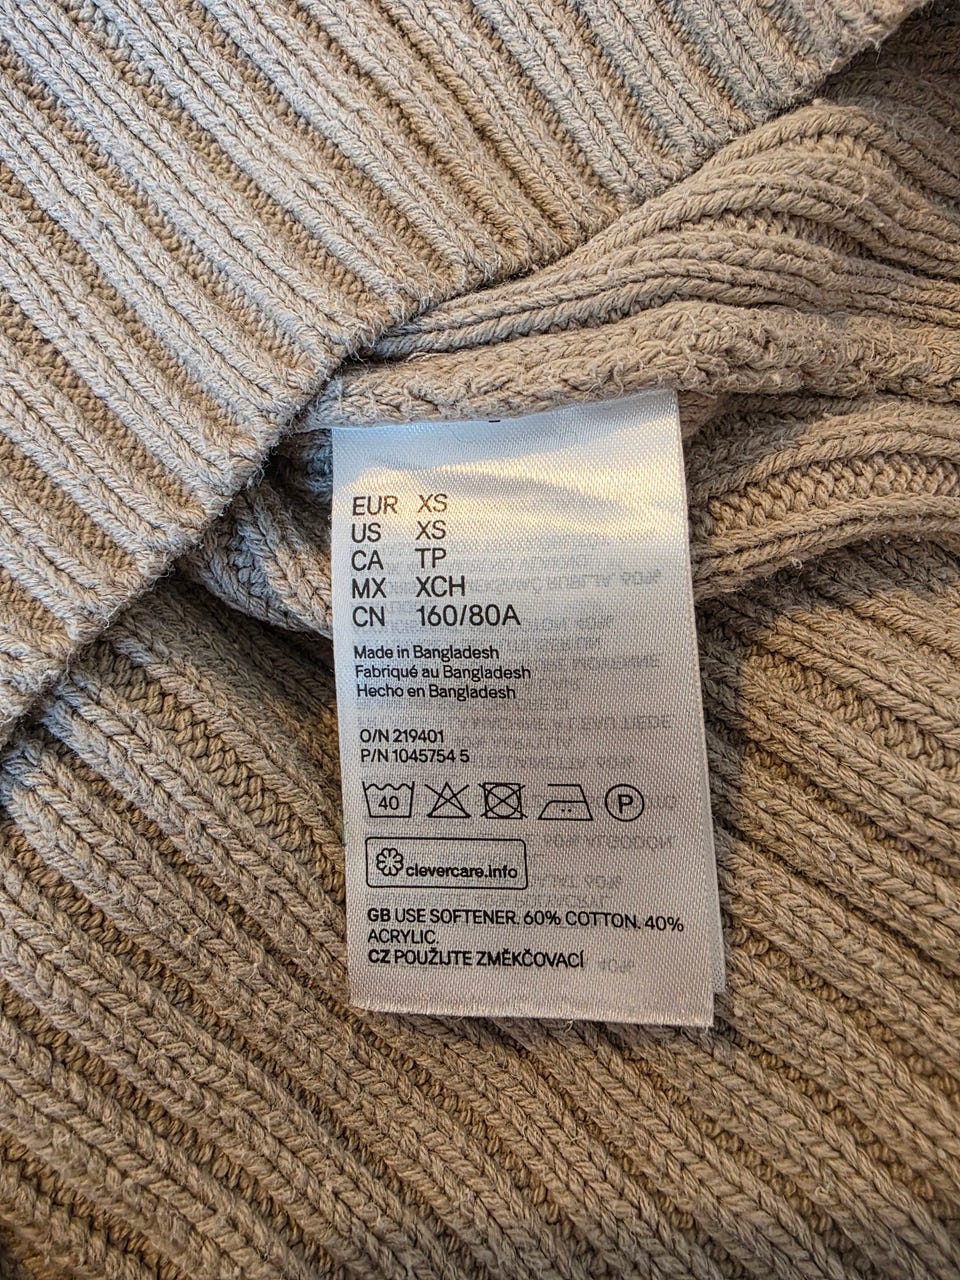 EUR XS
US XS
CA TP
MX XCH
CN 160/80A
Made in Bangladesh
Fabriqué au Bangladesh
Hecho en Bangladesh
O/N 219401
P/N 1045754 5
40 P
clevercare.info
GB USE SOFTENER. 60% COTTON. 40%
ACRYLIC.
CZ POUŽIJTE ZMĚKČOVACÍ